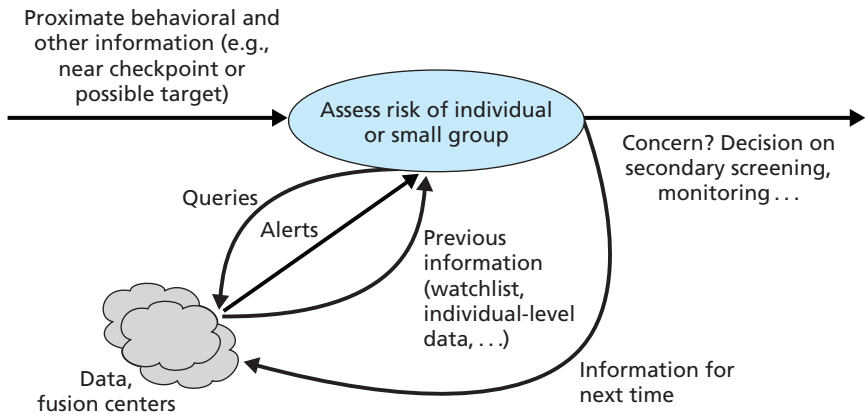 Proximate behavioral and
other information (e.g.,
near checkpoint or
possible target)
Assess risk of individual
or small group
Concern? Decision on
secondary screening,
monitoring . . .
Queries
Alerts
Previous
information
(watchlist,
individual-level
data, . . .)
Data,
fusion centers
Information for
next time